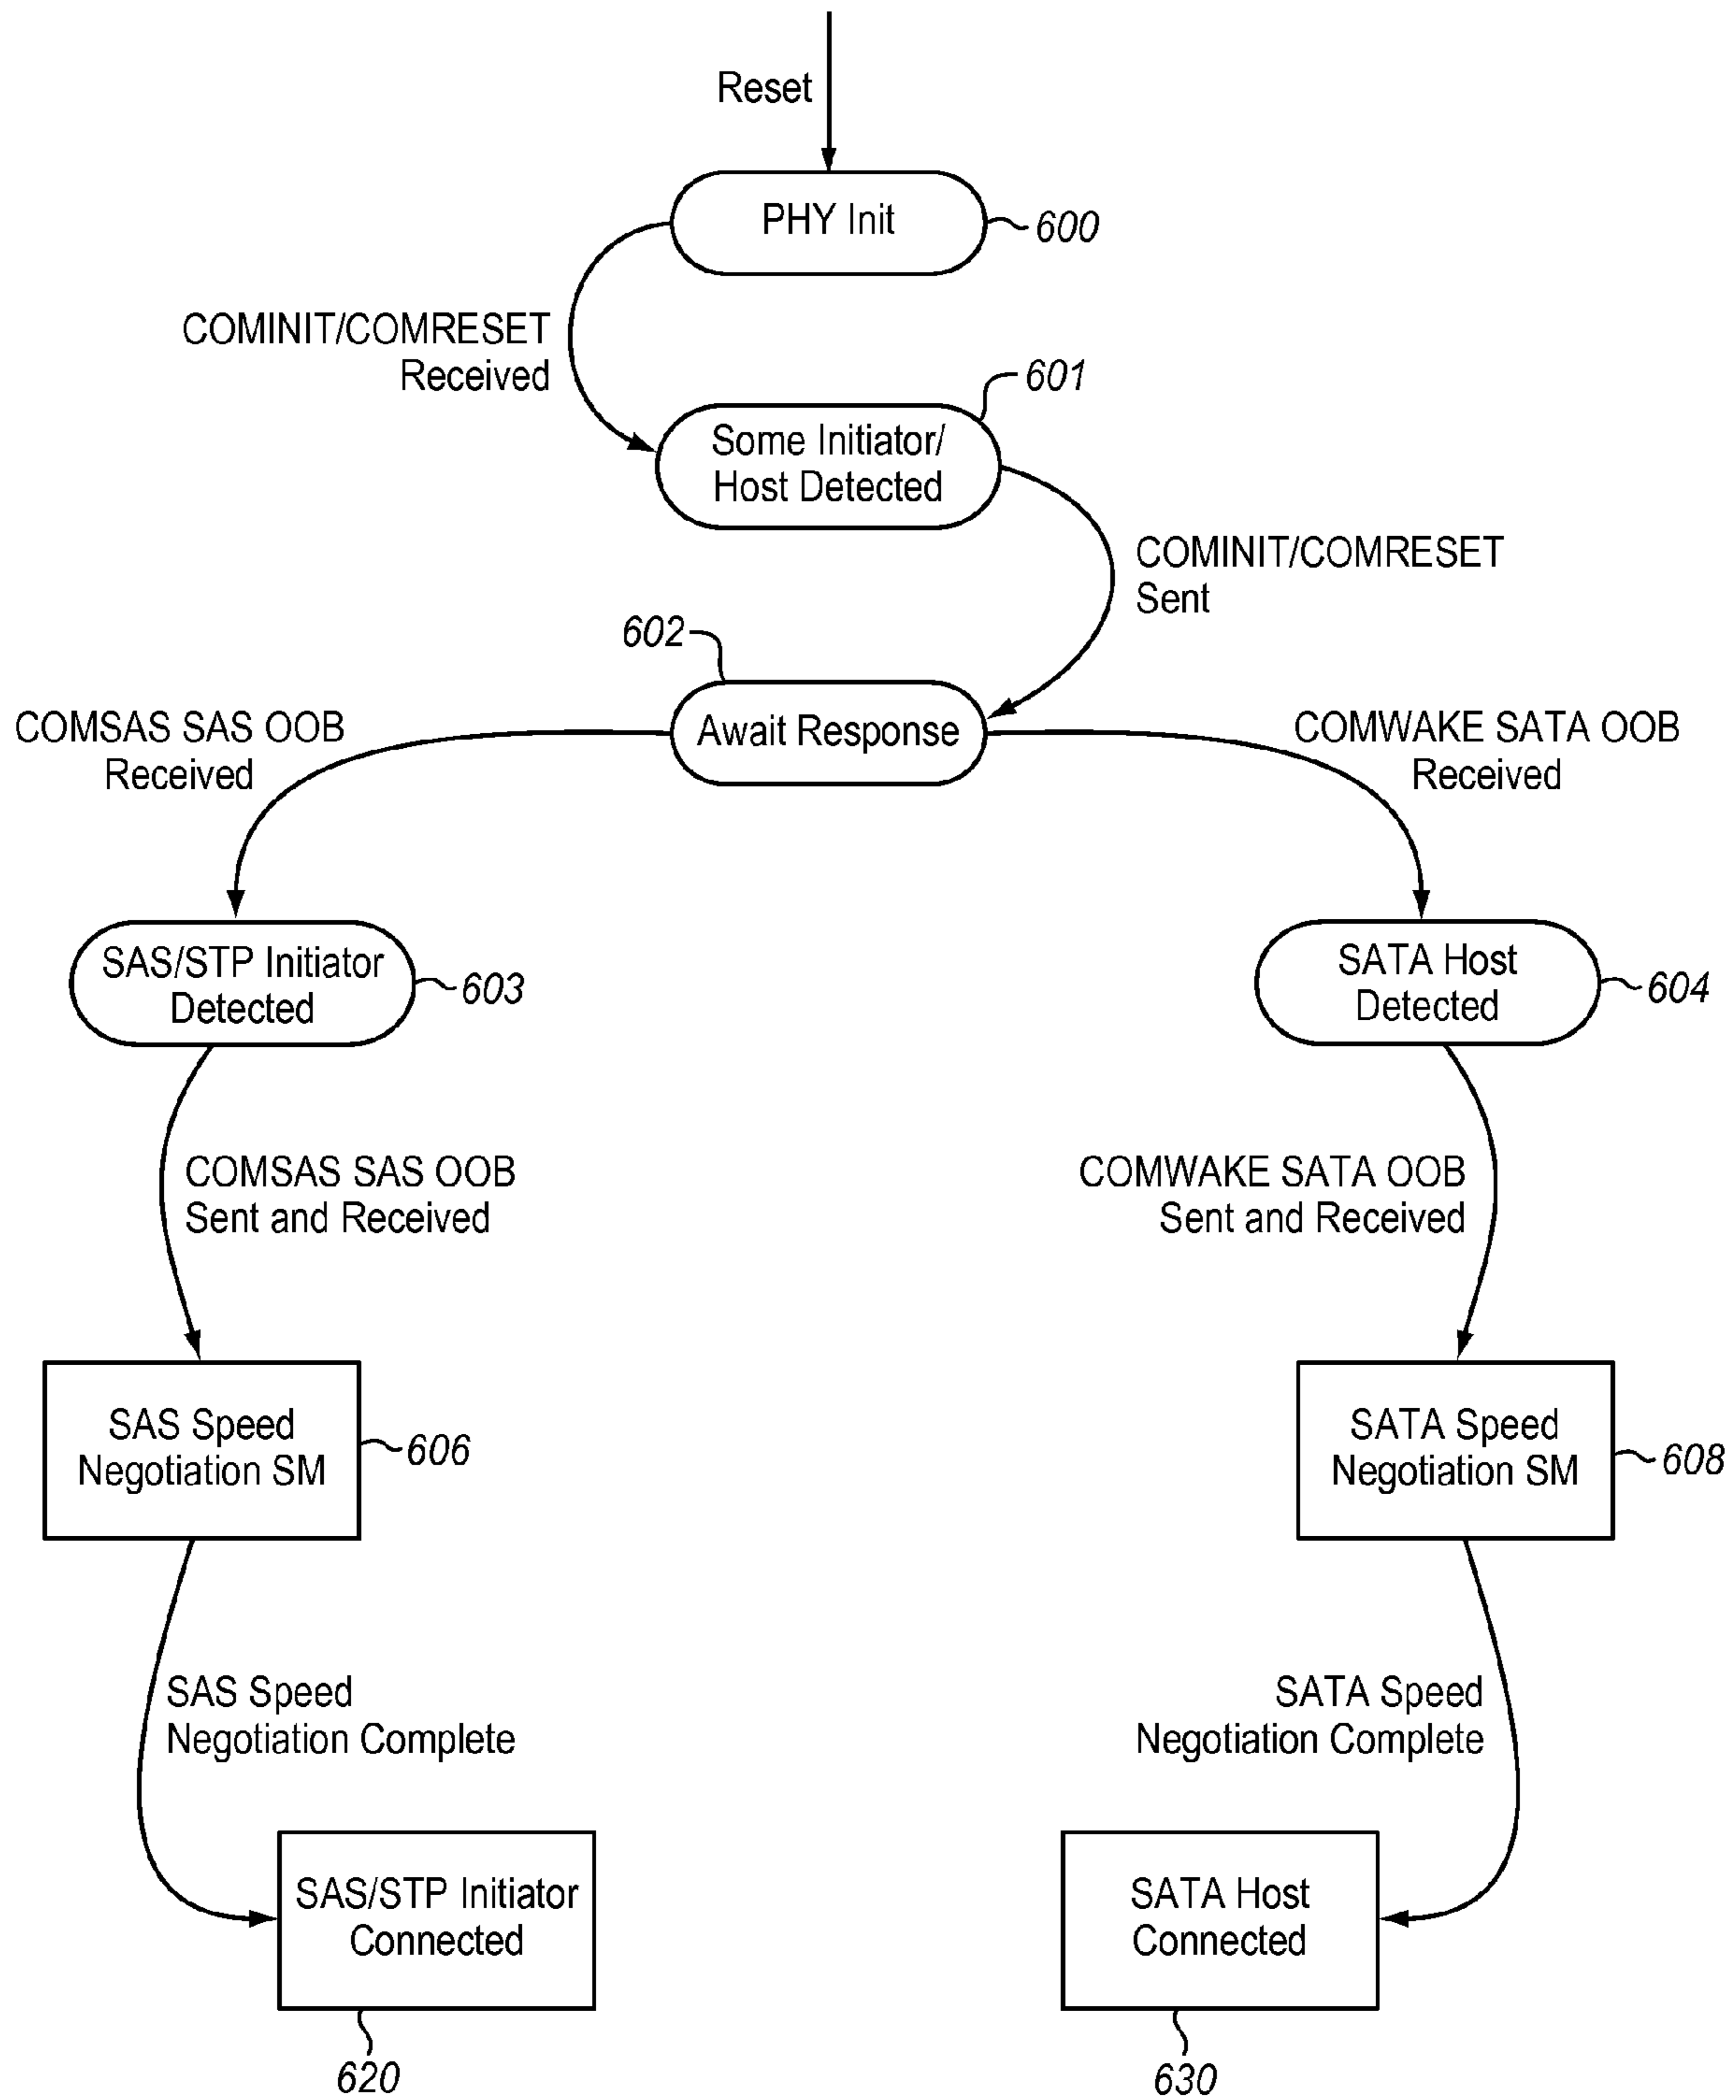 Reset
PHY Init
600
COMINIT/COMRESET
Received
601
Some Initiator/
Host Detected
COMINIT/COMRESET
Sent
602
Await Response
COMSAS SAS OOB
Received
COMWAKE SATA OOB
Received
SAS/STP Initiator
Detected
603
SATA Host
Detected
604
COMSAS SAS OOB
Sent and Received
COMWAKE SATA OOB
Sent and Received
SAS Speed
Negotiation SM
606
SATA Speed
Negotiation SM
608
SAS Speed
Negotiation Complete
SATA Speed
Negotiation Complete
SAS/STP Initiator
Connected
620
SATA Host
Connected
630